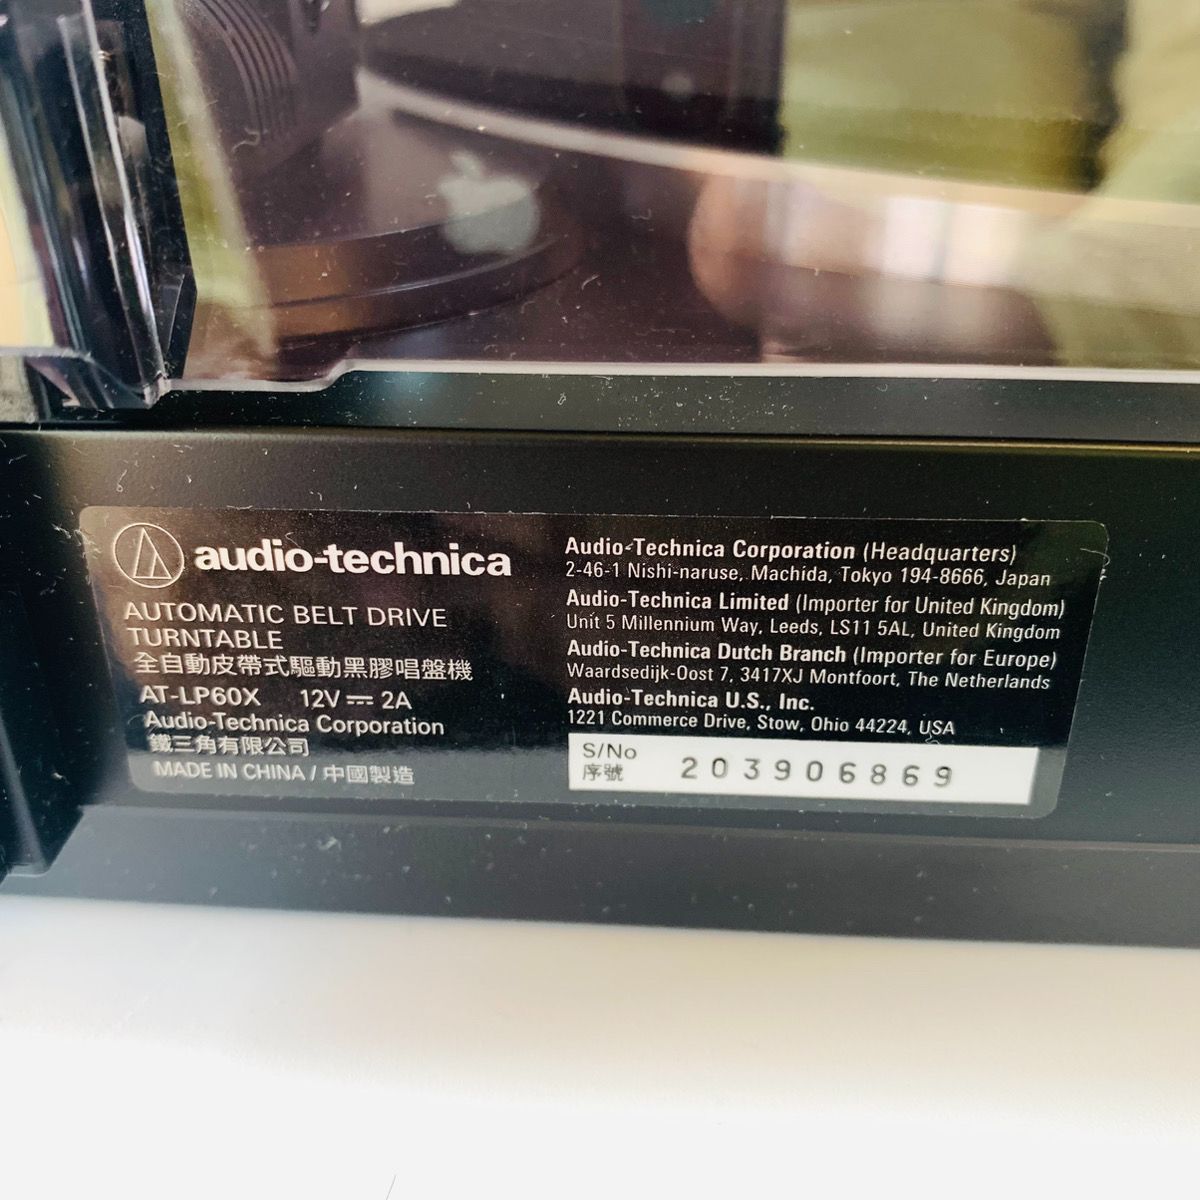 audio-technica
AUTOMATIC BELT DRIVE
TURNTABLE
全自動皮帶式驅動黑膠唱盤機
AT-LP60X 12V ⎓ 2A
Audio-Technica Corporation
鐵三角有限公司
MADE IN CHINA / 中國製造
Audio-Technica Corporation (Headquarters)
2-46-1 Nishi-naruse, Machida, Tokyo 194-8666, Japan
Audio-Technica Limited (Importer for United Kingdom)
Unit 5 Millennium Way, Leeds, LS11 5AL, United Kingdom
Audio-Technica Dutch Branch (Importer for Europe)
Waardsedijk-Oost 7, 3417XJ Montfoort, The Netherlands
Audio-Technica U.S., Inc.
1221 Commerce Drive, Stow, Ohio 44224, USA
S/No
序號 203906869